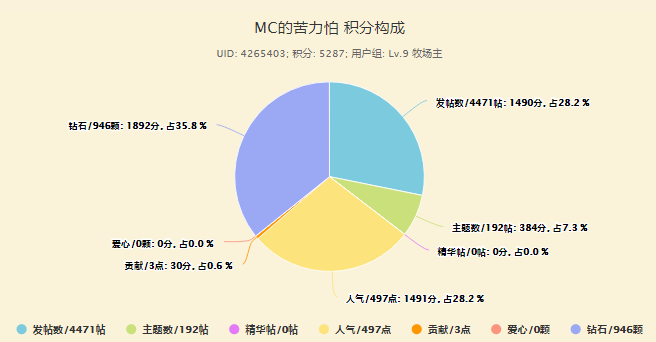 MC的苦力怕 积分构成
UID: 4265403; 积分: 5287; 用户组: Lv.9 牧场主
发帖数/4471帖: 1490分, 占28.2％
钻石/946颗: 1892分, 占35.8％
主题数/192帖: 384分, 占7.3％
爱心/0颗: 0分, 占0.0％
精华帖/0帖: 0分, 占0.0％
贡献/3点: 30分, 占0.6％
人气/497点: 1491分, 占28.2％
发帖数/4471帖 主题数/192帖 精华帖/0帖 人气/497点 贡献/3点 爱心/0颗 钻石/946颗